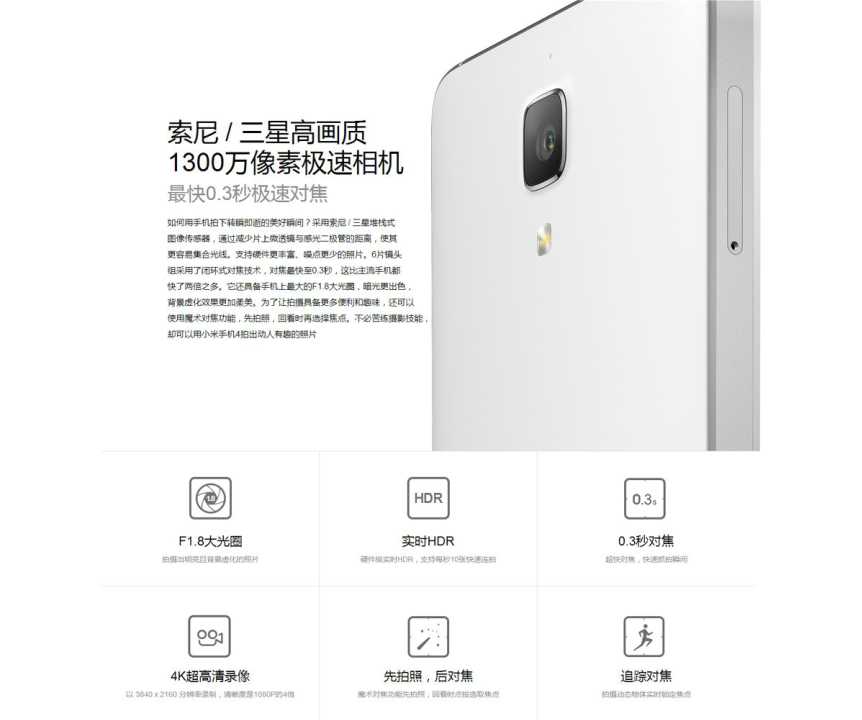 索尼 / 三星高画质
1300万像素极速相机
最快0.3秒极速对焦
如何用手机拍下转瞬即逝的美好瞬间？采用索尼 / 三星堆栈式
图像传感器，通过减少片上微透镜与感光二极管的距离，使其
更容易集合光线。支持硬件更丰富、噪点更少的照片。6片镜头
组采用了闭环式对焦技术，对焦最快至0.3秒，这比主流手机都
快了两倍之多。它还具备手机上最大的F1.8大光圈，暗光更出色，
背景虚化效果更加柔美。为了让拍摄具备更多便利和趣味，还可以
使用魔术对焦功能，先拍照，回看时再选择焦点。不必苦练摄影技能，
却可以用小米手机4拍出动人有趣的照片
1.8 HDR 0.3s
F1.8大光圈 实时HDR 0.3秒对焦
拍摄出明亮且背景虚化的照片 硬件级实时HDR，支持每秒10张快速连拍 超快对焦，快速抓拍瞬间
4K超高清录像 先拍照，后对焦 追踪对焦
以 3840 x 2160 分辨率录制，清晰度是1080P的4倍 魔术对焦功能先拍照，回看时点按选取焦点 拍摄动态物体实时锁定焦点